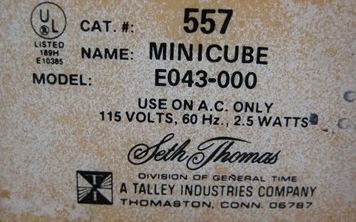 UL
LISTED
189H
E10385
CAT. #: 557
NAME: MINICUBE
MODEL: E043-000
USE ON A.C. ONLY
115 VOLTS, 60 Hz., 2.5 WATTS
Seth Thomas
DIVISION OF GENERAL TIME
A TALLEY INDUSTRIES COMPANY
THOMASTON, CONN. 06787